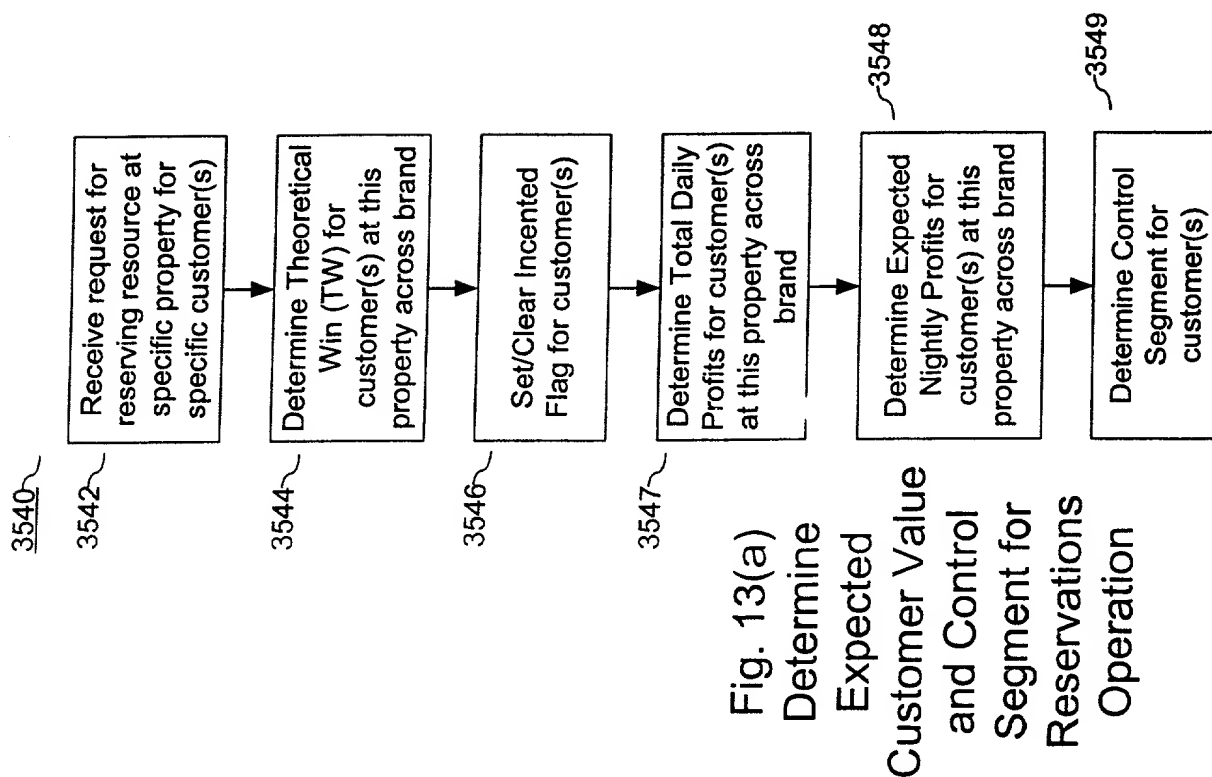 3540
3542
Receive request for
reserving resource at
specific property for
specific customer(s)
3544
Determine Theoretical
Win (TW) for
customer(s) at this
property across brand
3546
Set/Clear Incented
Flag for customer(s)
3547
Determine Total Daily
Profits for customer(s)
at this property across
brand
3548
Determine Expected
Nightly Profits for
customer(s) at this
property across brand
3549
Determine Control
Segment for
customer(s)
Fig. 13(a)
Determine
Expected
Customer Value
and Control
Segment for
Reservations
Operation